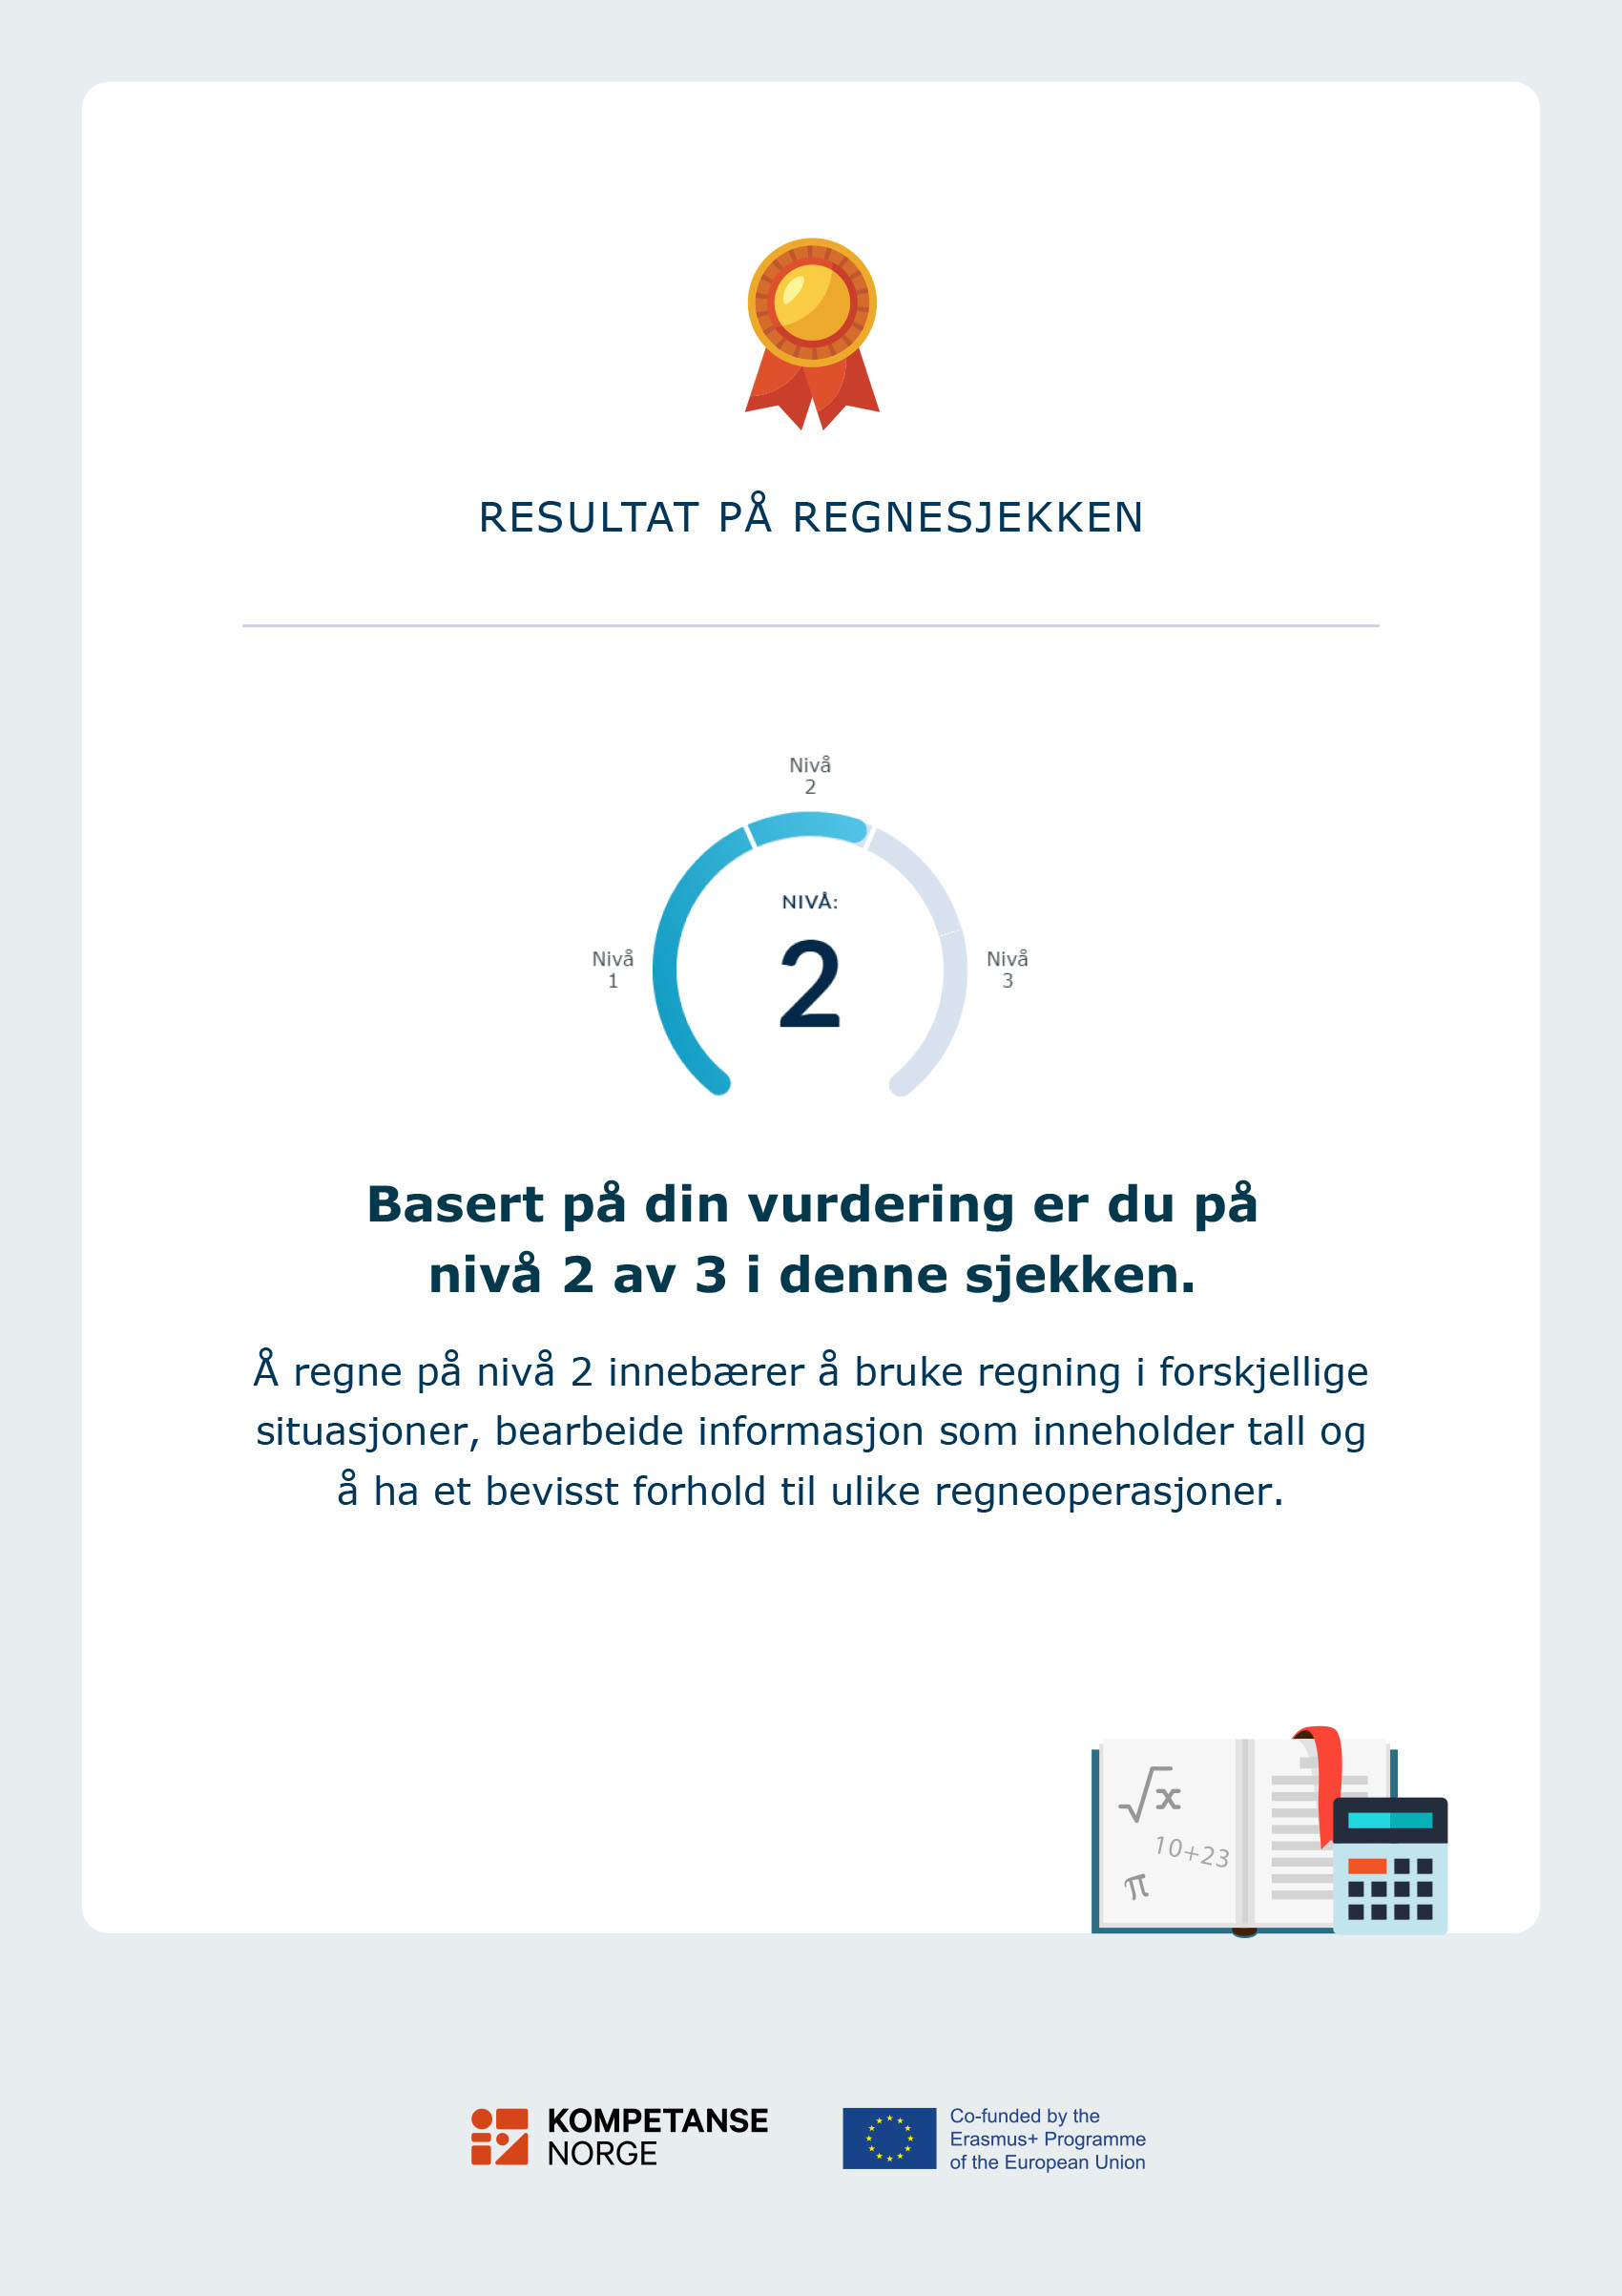 RESULTAT PÅ REGNESJEKKEN
Nivå
2
NIVÅ:
2
Nivå
1
Nivå
3
Basert på din vurdering er du på
nivå 2 av 3 i denne sjekken.
Å regne på nivå 2 innebærer å bruke regning i forskjellige
situasjoner, bearbeide informasjon som inneholder tall og
å ha et bevisst forhold til ulike regneoperasjoner.
√x
10+23
π
KOMPETANSE
NORGE
Co-funded by the
Erasmus+ Programme
of the European Union